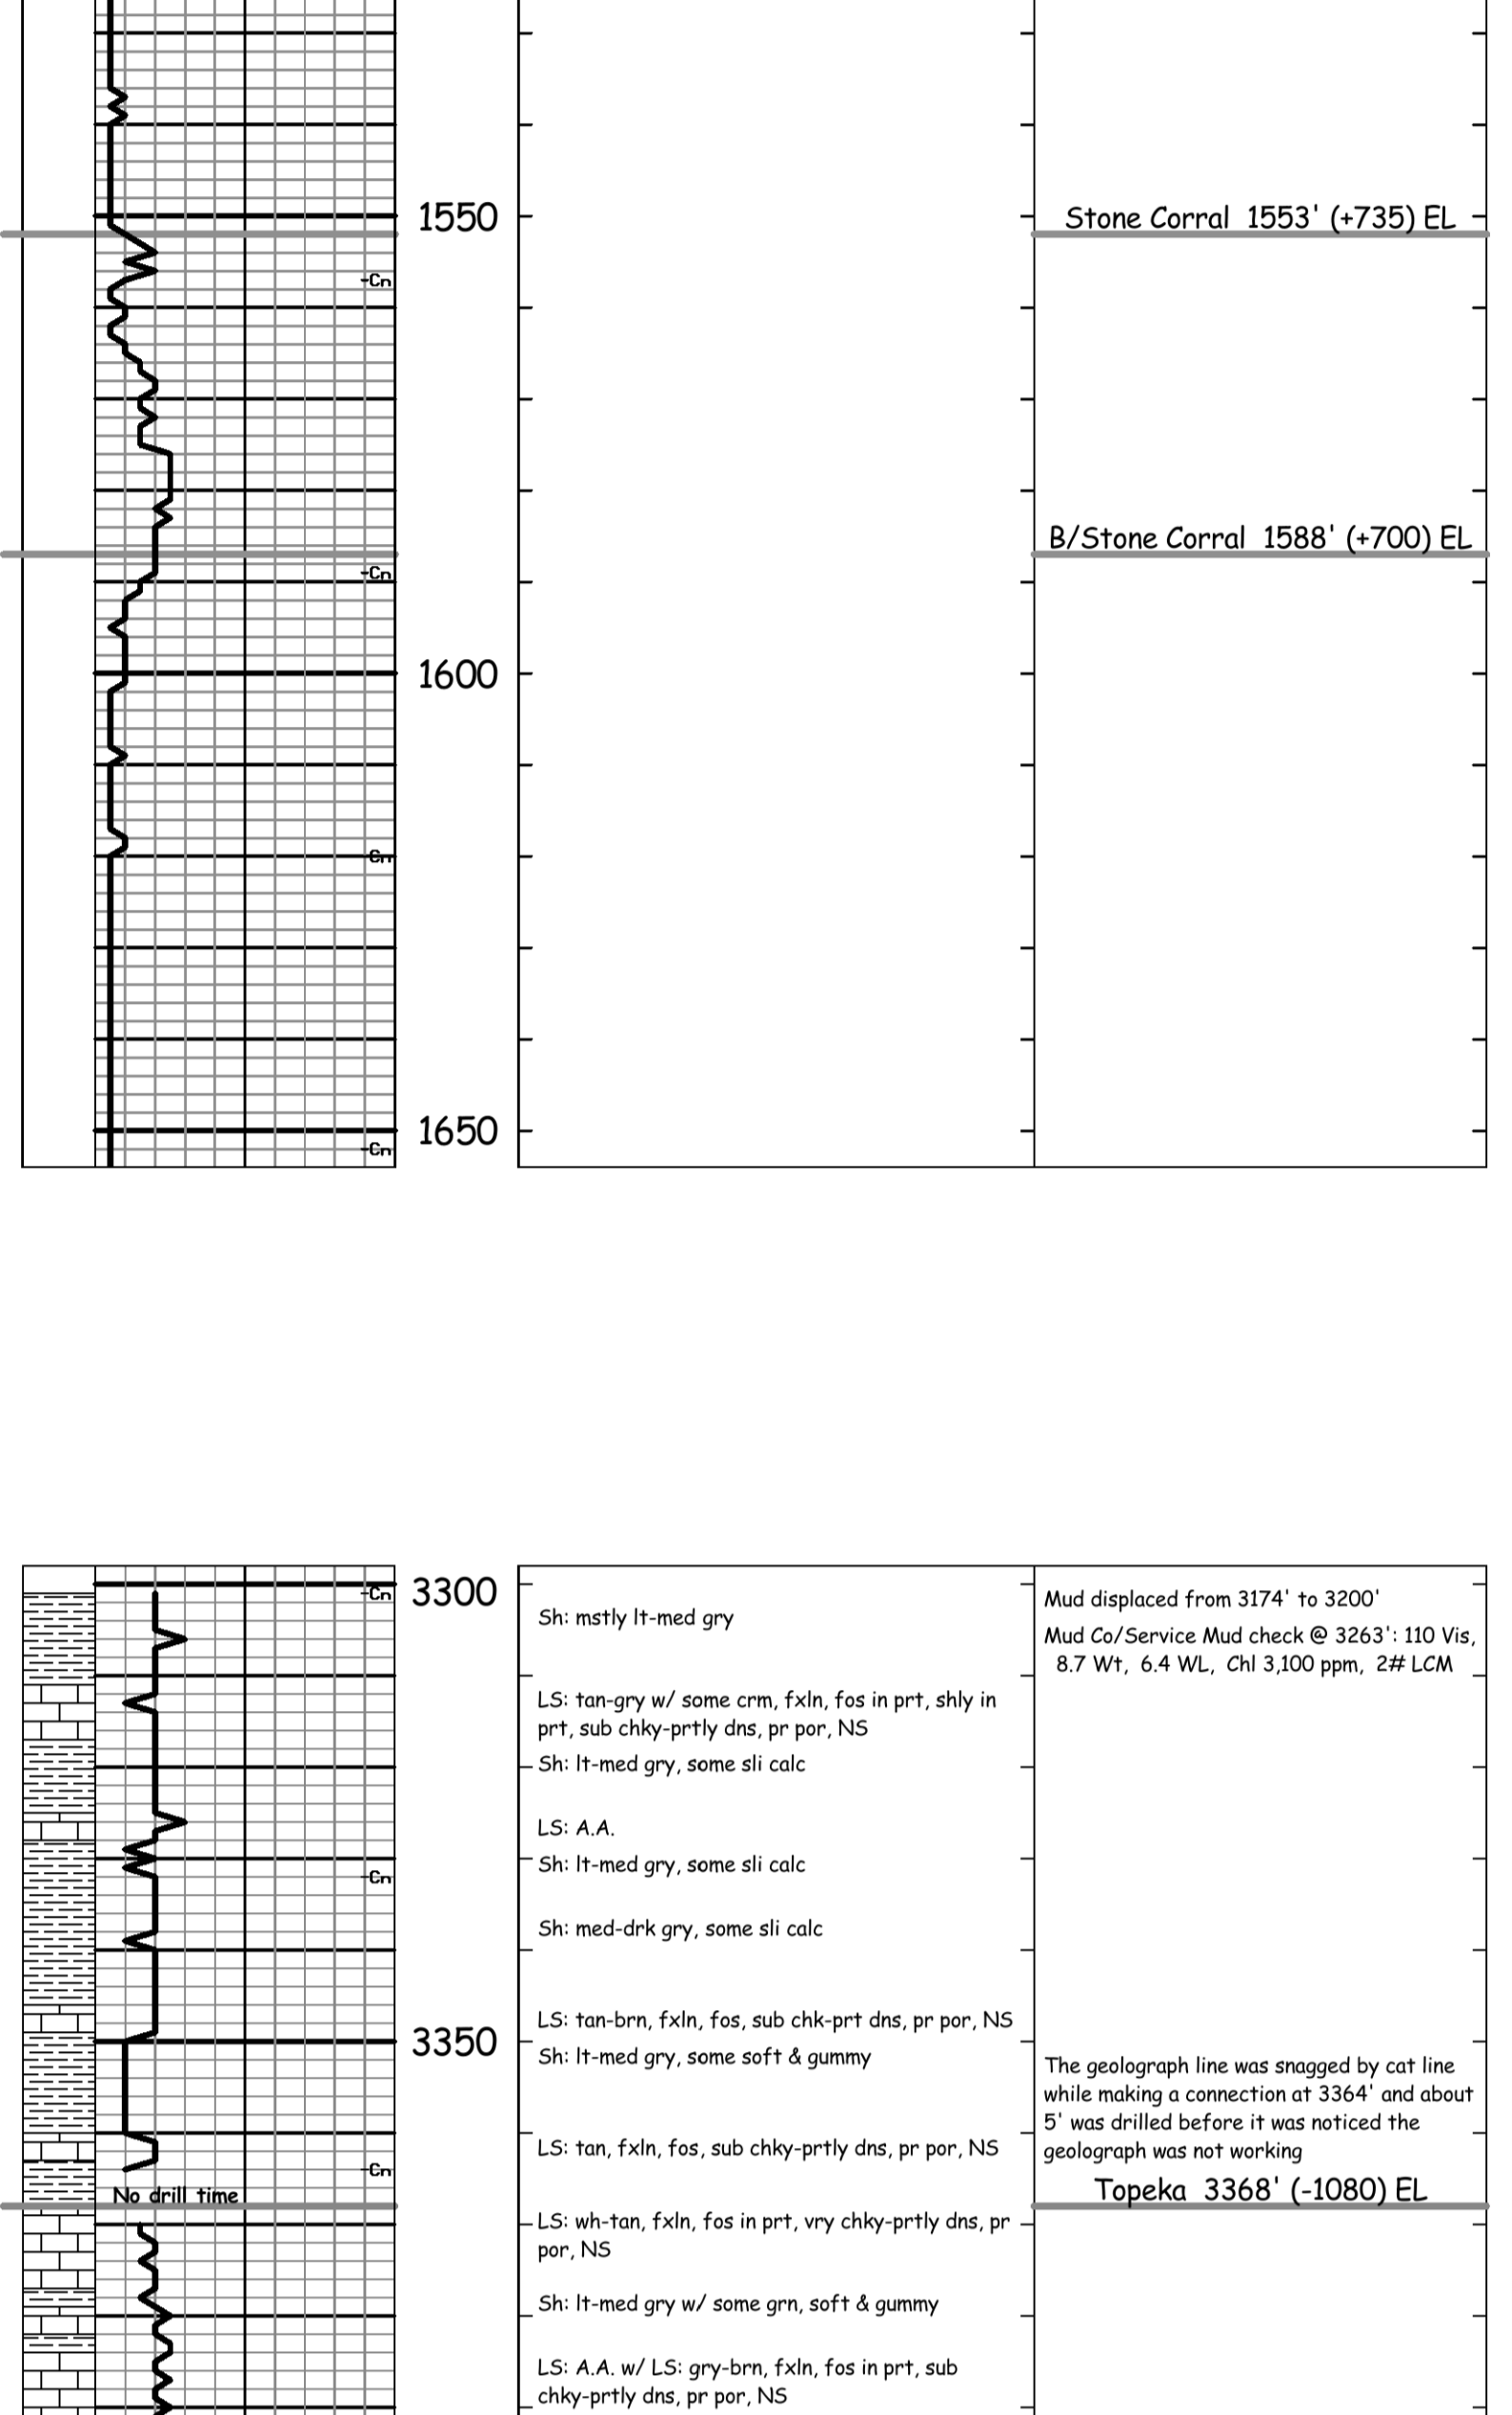 1550
Stone Corral 1553' (+735) EL
-Cn
B/Stone Corral 1588' (+700) EL
-Cn
1600
-Cn
1650
-Cn
3300
-Cn
Mud displaced from 3174' to 3200'
Sh: mstly lt-med gry
Mud Co/Service Mud check @ 3263': 110 Vis,
8.7 Wt, 6.4 WL, Chl 3,100 ppm, 2# LCM
LS: tan-gry w/ some crm, fxln, fos in prt, shly in
prt, sub chky-prtly dns, pr por, NS
Sh: lt-med gry, some sli calc
LS: A.A.
Sh: lt-med gry, some sli calc
-Cn
Sh: med-drk gry, some sli calc
LS: tan-brn, fxln, fos, sub chk-prt dns, pr por, NS
3350
Sh: lt-med gry, some soft & gummy
The geolograph line was snagged by cat line
while making a connection at 3364' and about
5' was drilled before it was noticed the
geolograph was not working
LS: tan, fxln, fos, sub chky-prtly dns, pr por, NS
-Cn
No drill time
Topeka 3368' (-1080) EL
LS: wh-tan, fxln, fos in prt, vry chky-prtly dns, pr
por, NS
Sh: lt-med gry w/ some grn, soft & gummy
LS: A.A. w/ LS: gry-brn, fxln, fos in prt, sub
chky-prtly dns, pr por, NS